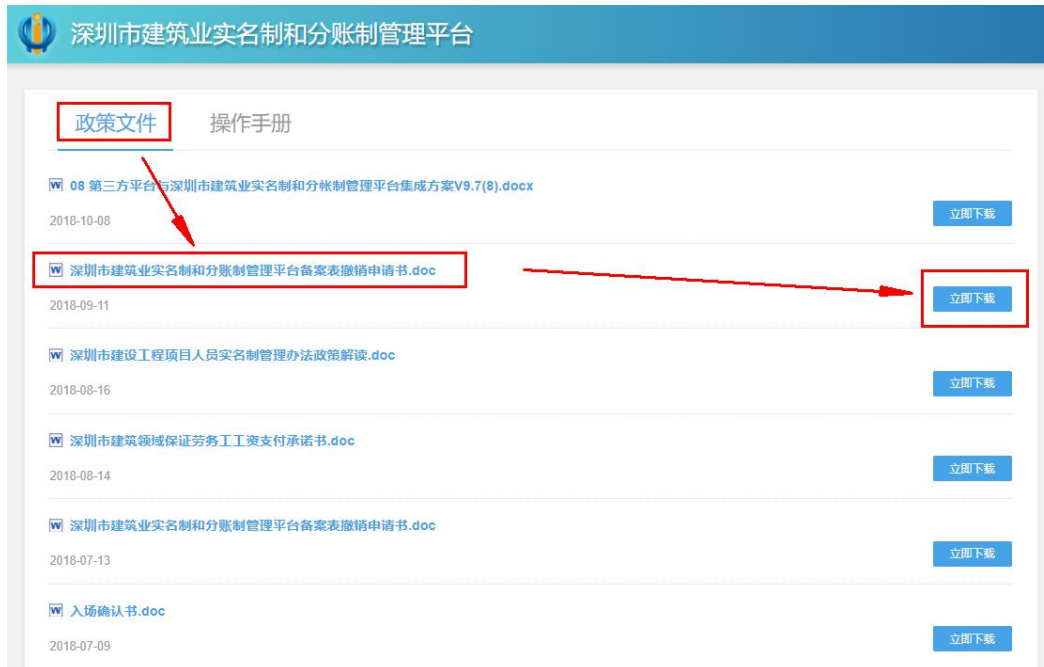 深圳市建筑业实名制和分账制管理平台
政策文件 操作手册
08 第三方平台与深圳市建筑业实名制和分帐制管理平台集成方案V9.7(8).docx
2018-10-08
立即下载
深圳市建筑业实名制和分账制管理平台备案表撤销申请书.doc
2018-09-11
立即下载
深圳市建设工程项目人员实名制管理办法政策解读.doc
2018-08-16
立即下载
深圳市建筑领域保证劳务工工资支付承诺书.doc
2018-08-14
立即下载
深圳市建筑业实名制和分账制管理平台备案表撤销申请书.doc
2018-07-13
立即下载
入场确认书.doc
2018-07-09
立即下载